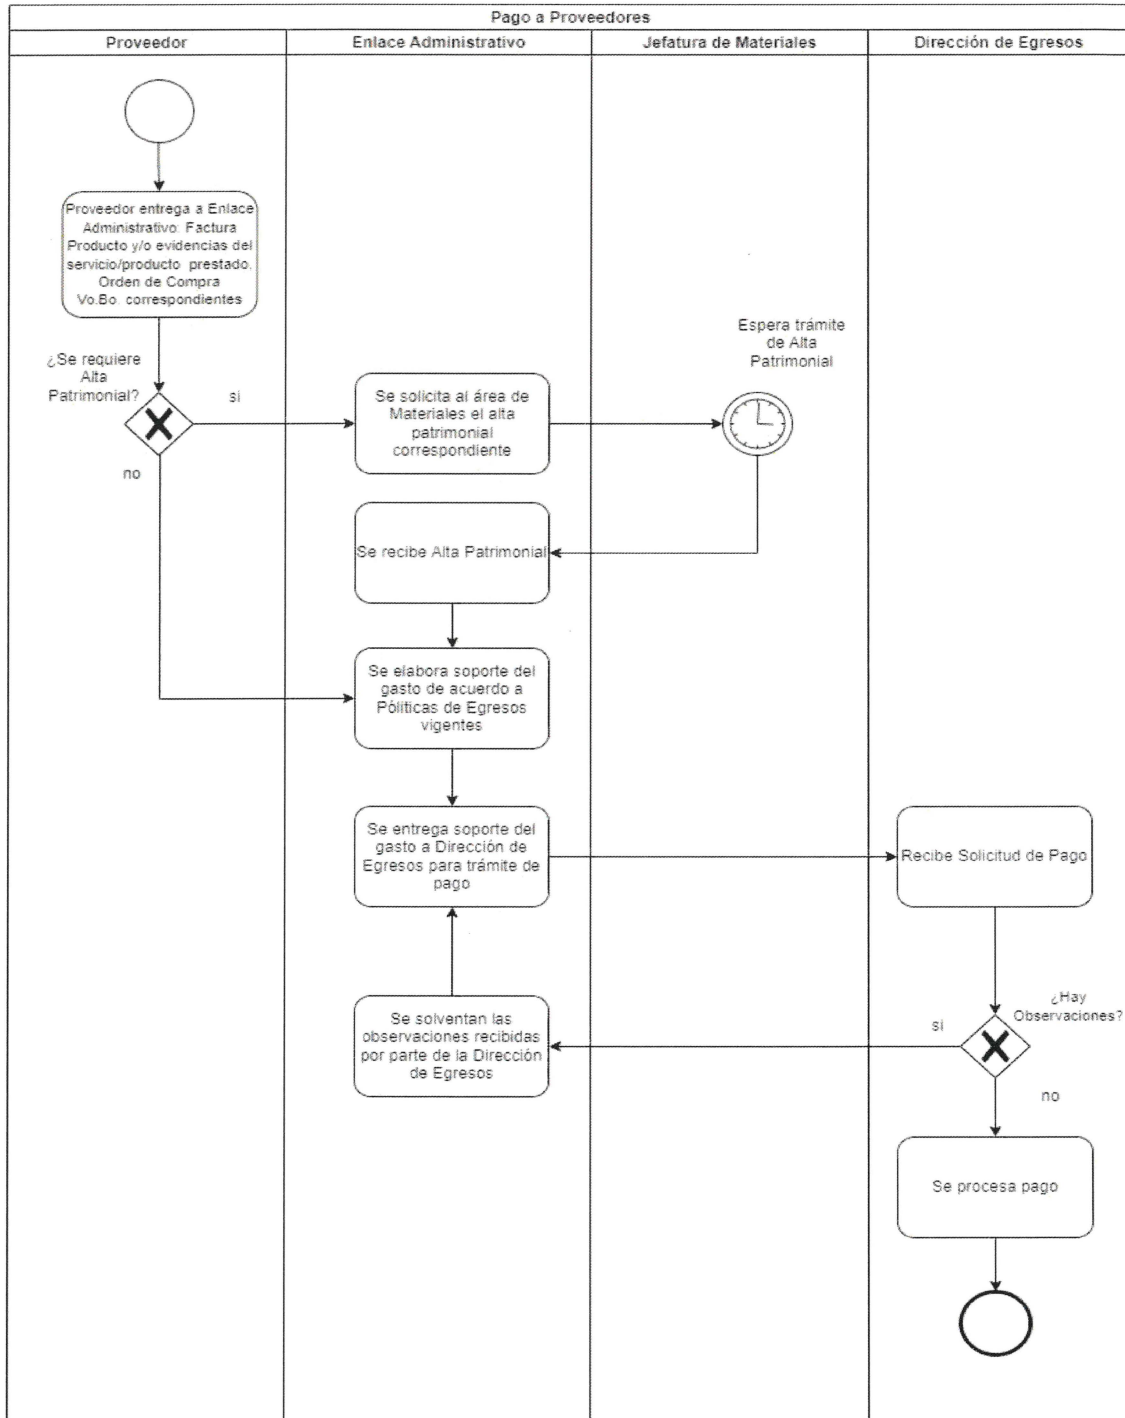 Pago a Proveedores
Proveedor
Enlace Administrativo
Jefatura de Materiales
Dirección de Egresos
Proveedor entrega a Enlace
Administrativo: Factura
Producto y/o evidencias del
servicio/producto prestado.
Orden de Compra
Vo.Bo. correspondientes
¿Se requiere
Alta
Patrimonial?
si
no
Se solicita al área de
Materiales el alta
patrimonial
correspondiente
Espera trámite
de Alta
Patrimonial
Se recibe Alta Patrimonial
Se elabora soporte del
gasto de acuerdo a
Póliticas de Egresos
vigentes
Se entrega soporte del
gasto a Dirección de
Egresos para trámite de
pago
Recibe Solicitud de Pago
¿Hay
Observaciones?
si
no
Se solventan las
observaciones recibidas
por parte de la Dirección
de Egresos
Se procesa pago